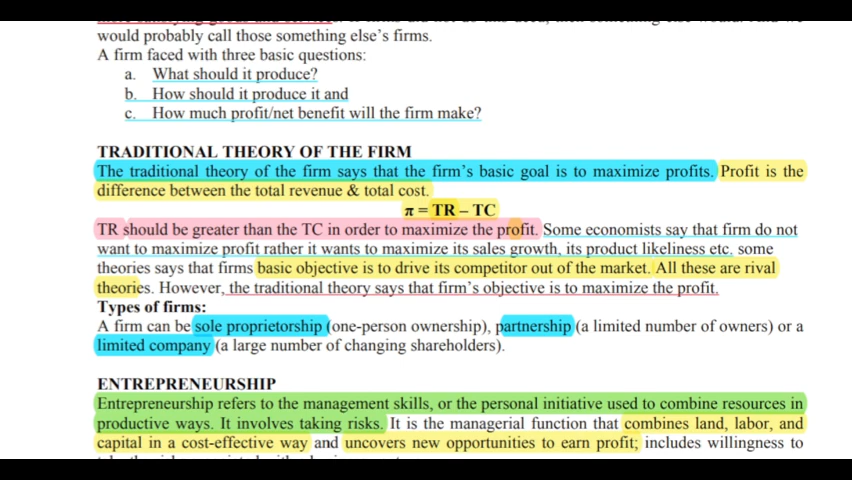 would probably call those something else's firms.
A firm faced with three basic questions:
a. What should it produce?
b. How should it produce it and
c. How much profit/net benefit will the firm make?
TRADITIONAL THEORY OF THE FIRM
The traditional theory of the firm says that the firm's basic goal is to maximize profits. Profit is the
difference between the total revenue & total cost.
π = TR – TC
TR should be greater than the TC in order to maximize the profit. Some economists say that firm do not
want to maximize profit rather it wants to maximize its sales growth, its product likeliness etc. some
theories says that firms basic objective is to drive its competitor out of the market. All these are rival
theories. However, the traditional theory says that firm's objective is to maximize the profit.
Types of firms:
A firm can be sole proprietorship (one-person ownership), partnership (a limited number of owners) or a
limited company (a large number of changing shareholders).
ENTREPRENEURSHIP
Entrepreneurship refers to the management skills, or the personal initiative used to combine resources in
productive ways. It involves taking risks. It is the managerial function that combines land, labor, and
capital in a cost-effective way and uncovers new opportunities to earn profit; includes willingness to